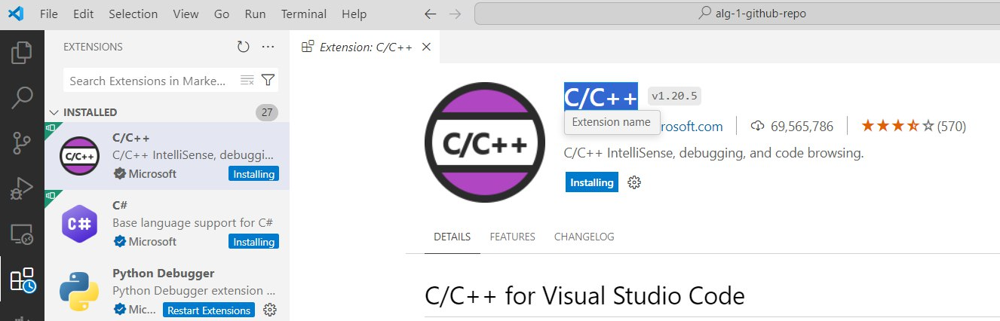 File Edit Selection View Go Run Terminal Help
alg-1-github-repo
EXTENSIONS
Search Extensions in Marke...
INSTALLED 27
C/C++
C/C++
C/C++ IntelliSense, debuggi...
Microsoft Installing
C#
C#
Base language support for C#
Microsoft Installing
Python Debugger
Python Debugger extension ...
Mic... Restart Extensions
Extension: C/C++
C/C++
C/C++ v1.20.5
Extension name
rosoft.com 69,565,786 (570)
C/C++ IntelliSense, debugging, and code browsing.
Installing
DETAILS FEATURES CHANGELOG
C/C++ for Visual Studio Code